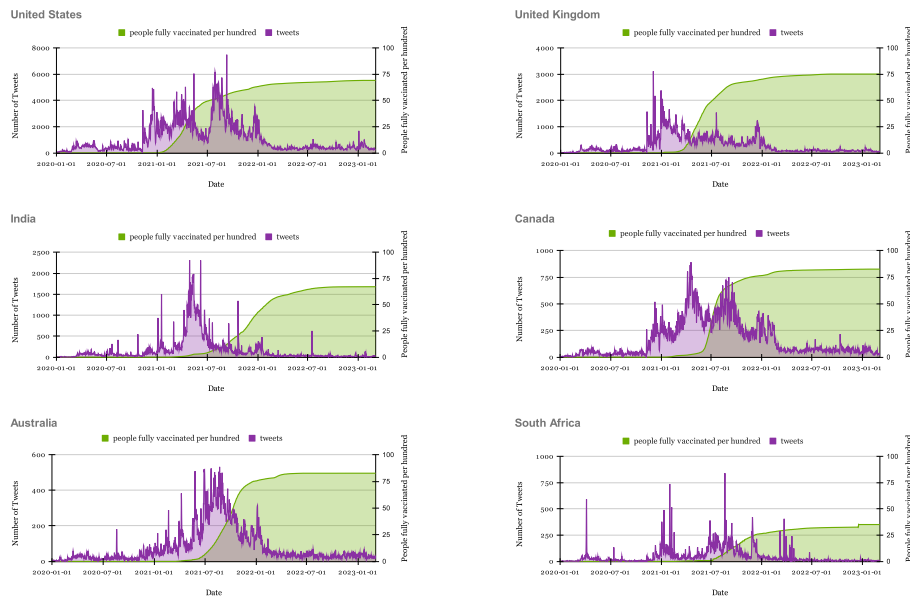 United States
people fully vaccinated per hundred tweets
8000
6000
4000
2000
0
100
75
50
25
0
Number of Tweets
People fully vaccinated per hundred
2020-01-01 2020-07-01 2021-01-01 2021-07-01 2022-01-01 2022-07-01 2023-01-01
Date
United Kingdom
people fully vaccinated per hundred tweets
4000
3000
2000
1000
0
100
75
50
25
0
Number of Tweets
People fully vaccinated per hundred
2020-01-01 2020-07-01 2021-01-01 2021-07-01 2022-01-01 2022-07-01 2023-01-01
Date
India
people fully vaccinated per hundred tweets
2500
2000
1500
1000
500
0
100
75
50
25
0
Number of Tweets
People fully vaccinated per hundred
2020-01-01 2020-07-01 2021-01-01 2021-07-01 2022-01-01 2022-07-01 2023-01-01
Date
Canada
people fully vaccinated per hundred tweets
1000
750
500
250
0
100
75
50
25
0
Number of Tweets
People fully vaccinated per hundred
2020-01-01 2020-07-01 2021-01-01 2021-07-01 2022-01-01 2022-07-01 2023-01-01
Date
Australia
people fully vaccinated per hundred tweets
600
400
200
0
100
75
50
25
0
Number of Tweets
People fully vaccinated per hundred
2020-01-01 2020-07-01 2021-01-01 2021-07-01 2022-01-01 2022-07-01 2023-01-01
Date
South Africa
people fully vaccinated per hundred tweets
1000
750
500
250
0
100
75
50
25
0
Number of Tweets
People fully vaccinated per hundred
2020-01-01 2020-07-01 2021-01-01 2021-07-01 2022-01-01 2022-07-01 2023-01-01
Date